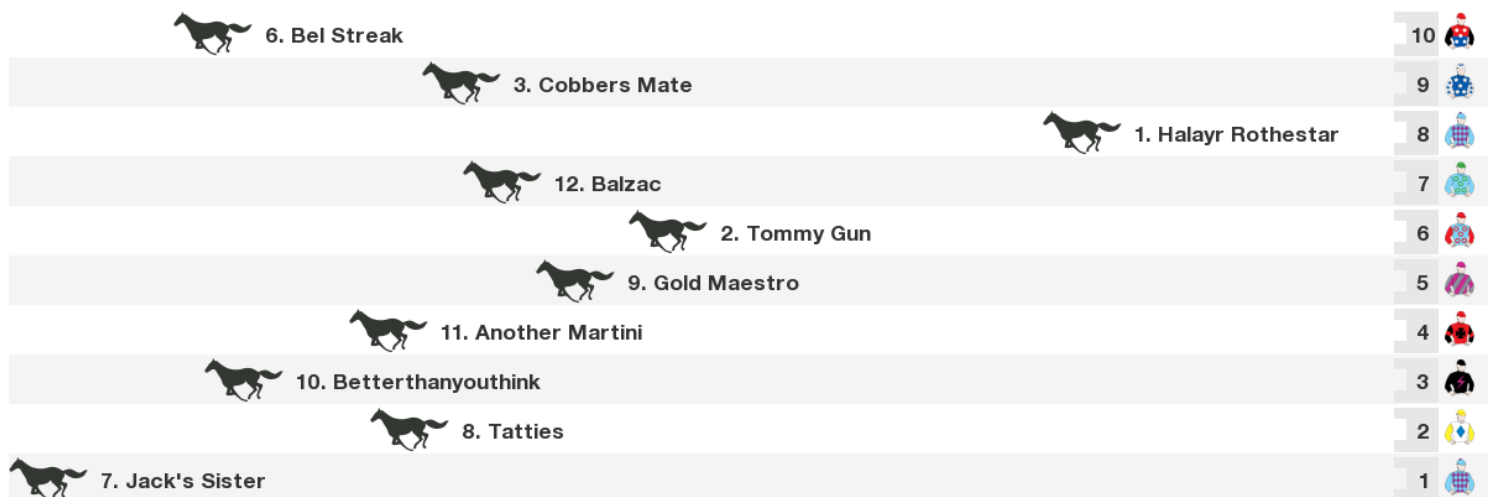 6. Bel Streak 10
3. Cobbers Mate 9
1. Halayr Rothestar 8
12. Balzac 7
2. Tommy Gun 6
9. Gold Maestro 5
11. Another Martini 4
10. Betterthanyouthink 3
8. Tatties 2
7. Jack's Sister 1